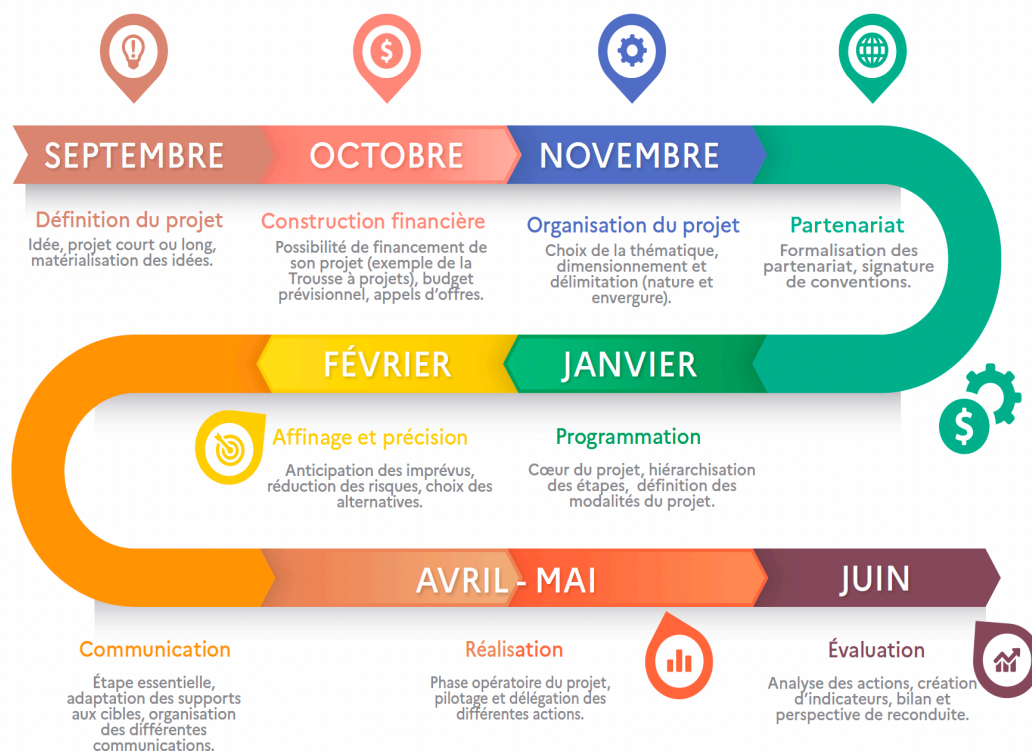 SEPTEMBRE
OCTOBRE
NOVEMBRE
Définition du projet
Idée, projet court ou long,
matérialisation des idées.
Construction financière
Possibilité de financement de
son projet (exemple de la
Trousse à projets), budget
prévisionnel, appels d'offres.
Organisation du projet
Choix de la thématique,
dimensionnement et
délimitation (nature et
envergure).
Partenariat
Formalisation des
partenariat, signature
de conventions.
FÉVRIER
JANVIER
Affinage et précision
Anticipation des imprévus,
réduction des risques, choix des
alternatives.
Programmation
Cœur du projet, hiérarchisation
des étapes, définition des
modalités du projet.
AVRIL - MAI
JUIN
Communication
Étape essentielle,
adaptation des supports
aux cibles, organisation
des différentes
communications.
Réalisation
Phase opératoire du projet,
pilotage et délégation des
différentes actions.
Évaluation
Analyse des actions, création
d'indicateurs, bilan et
perspective de reconduite.